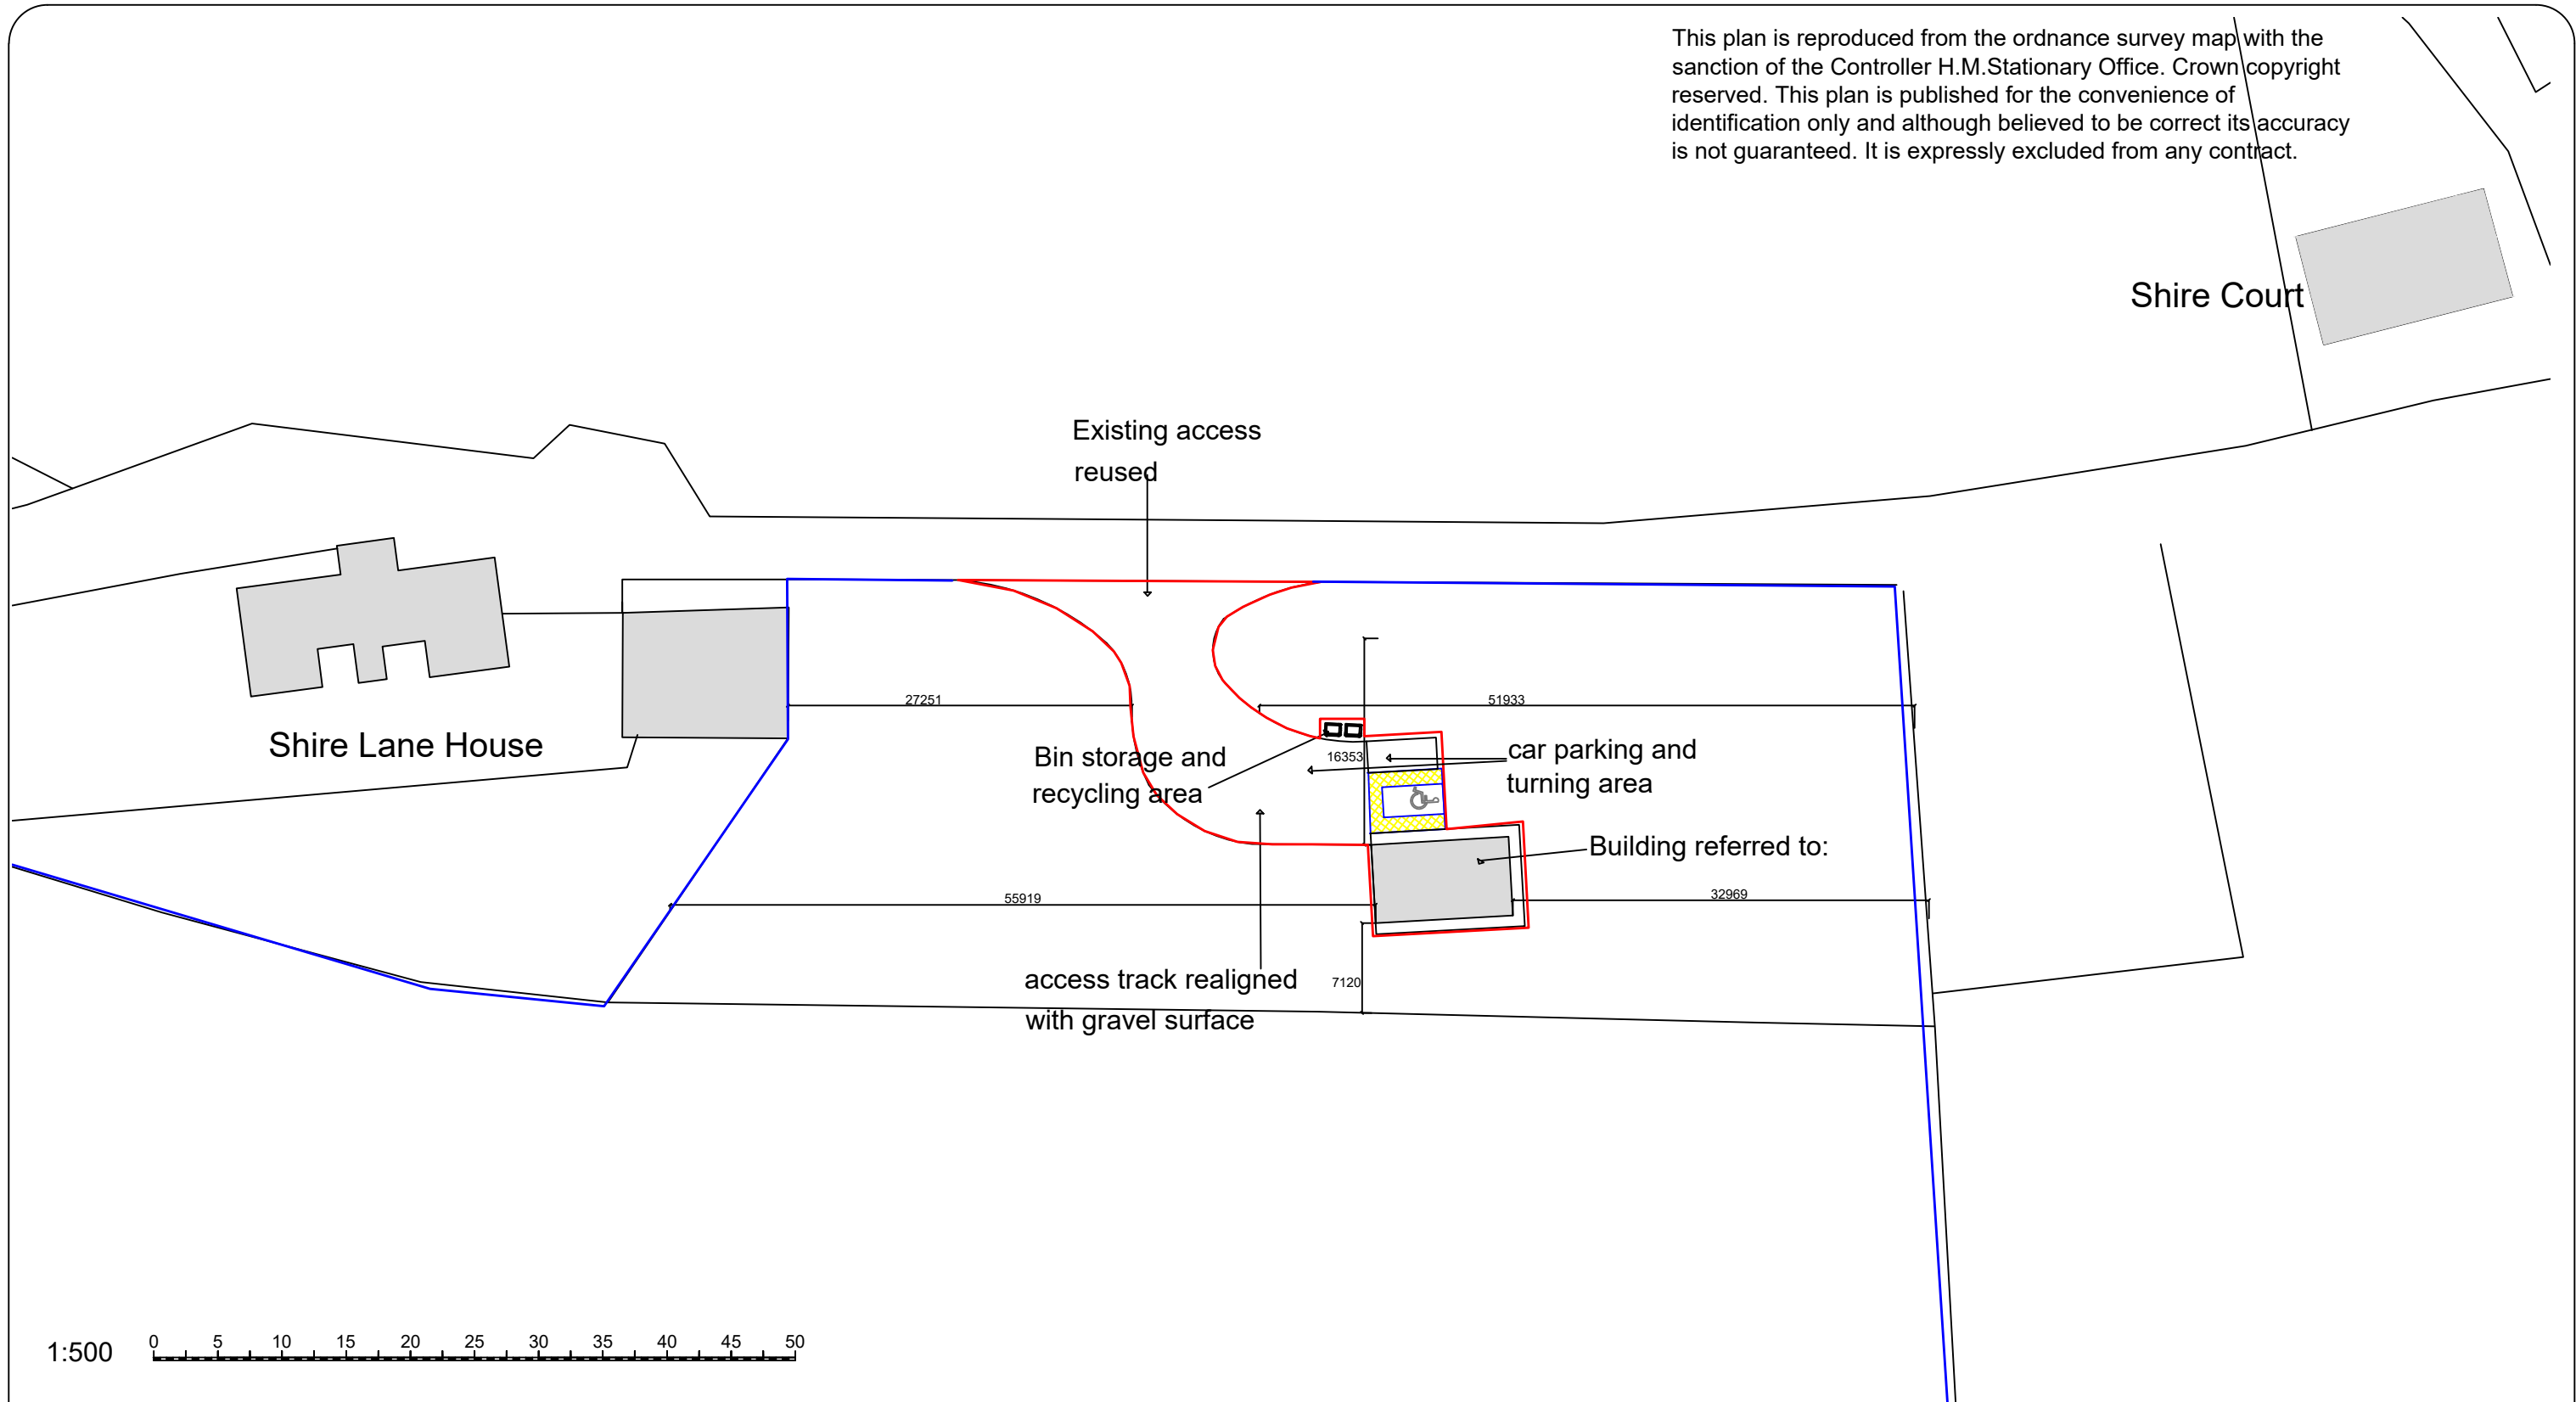 This plan is reproduced from the ordnance survey map with the
sanction of the Controller H.M.Stationary Office. Crown copyright
reserved. This plan is published for the convenience of
identification only and although believed to be correct its accuracy
is not guaranteed. It is expressly excluded from any contract.
Shire Court
Existing access
reused
27251
51933
Shire Lane House
Bin storage and
recycling area
16353
car parking and
turning area
Building referred to:
55919
32969
access track realigned
with gravel surface
7120
1:500
0 5 10 15 20 25 30 35 40 45 50